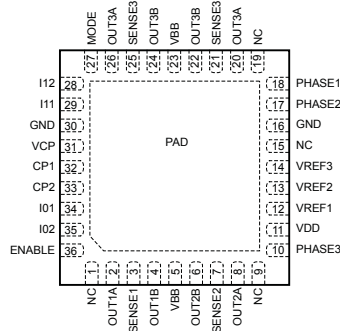 MODE
OUT3A
SENSE3
OUT3B
VBB
OUT3B
SENSE3
OUT3A
NC
27
26
25
24
23
22
21
20
19
I12 28
I11 29
GND 30
VCP 31
CP1 32
CP2 33
I01 34
I02 35
ENABLE 36
PAD
18 PHASE1
17 PHASE2
16 GND
15 NC
14 VREF3
13 VREF2
12 VREF1
11 VDD
10 PHASE3
1
2
3
4
5
6
7
8
9
NC
OUT1A
SENSE1
OUT1B
VBB
OUT2B
SENSE2
OUT2A
NC